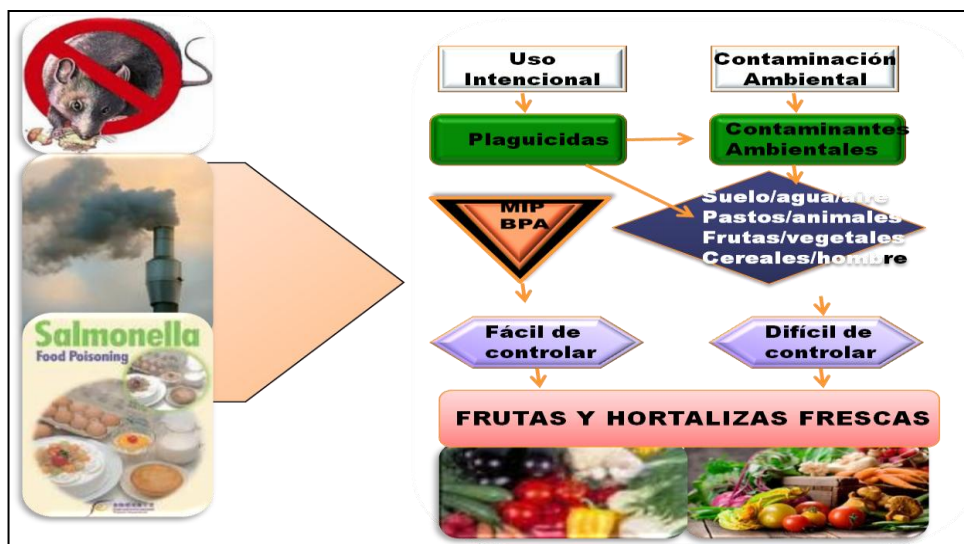 Salmonella
Food Poisoning
Uso
Intencional
Contaminación
Ambiental
Plaguicidas
Contaminantes
Ambientales
MIP
BPA
Suelo/agua/aire
Pastos/animales
Frutas/vegetales
Cereales/hombre
Fácil de
controlar
Difícil de
controlar
FRUTAS Y HORTALIZAS FRESCAS